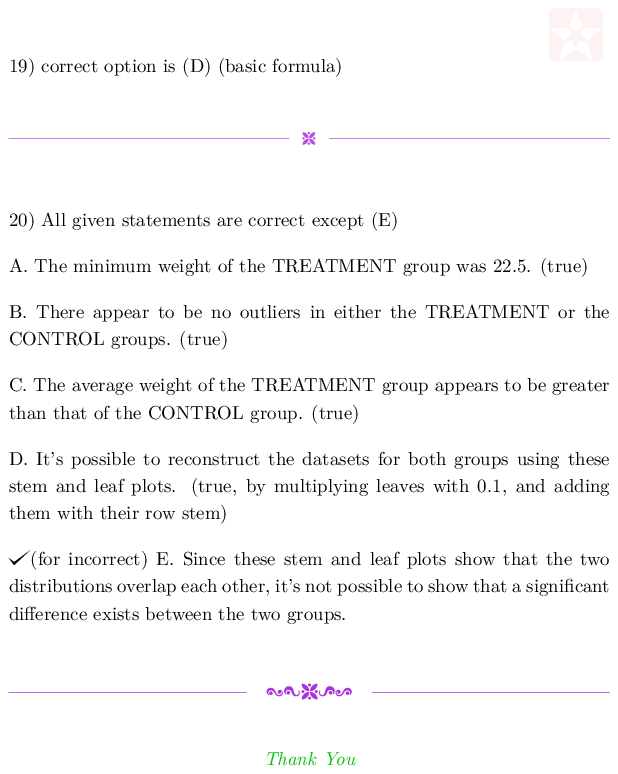 19) correct option is (D) (basic formula)
20) All given statements are correct except (E)
A. The minimum weight of the TREATMENT group was 22.5. (true)
B. There appear to be no outliers in either the TREATMENT or the
CONTROL groups. (true)
C. The average weight of the TREATMENT group appears to be greater
than that of the CONTROL group. (true)
D. It's possible to reconstruct the datasets for both groups using these
stem and leaf plots. (true, by multiplying leaves with 0.1, and adding
them with their row stem)
✓(for incorrect) E. Since these stem and leaf plots show that the two
distributions overlap each other, it's not possible to show that a significant
difference exists between the two groups.
Thank You